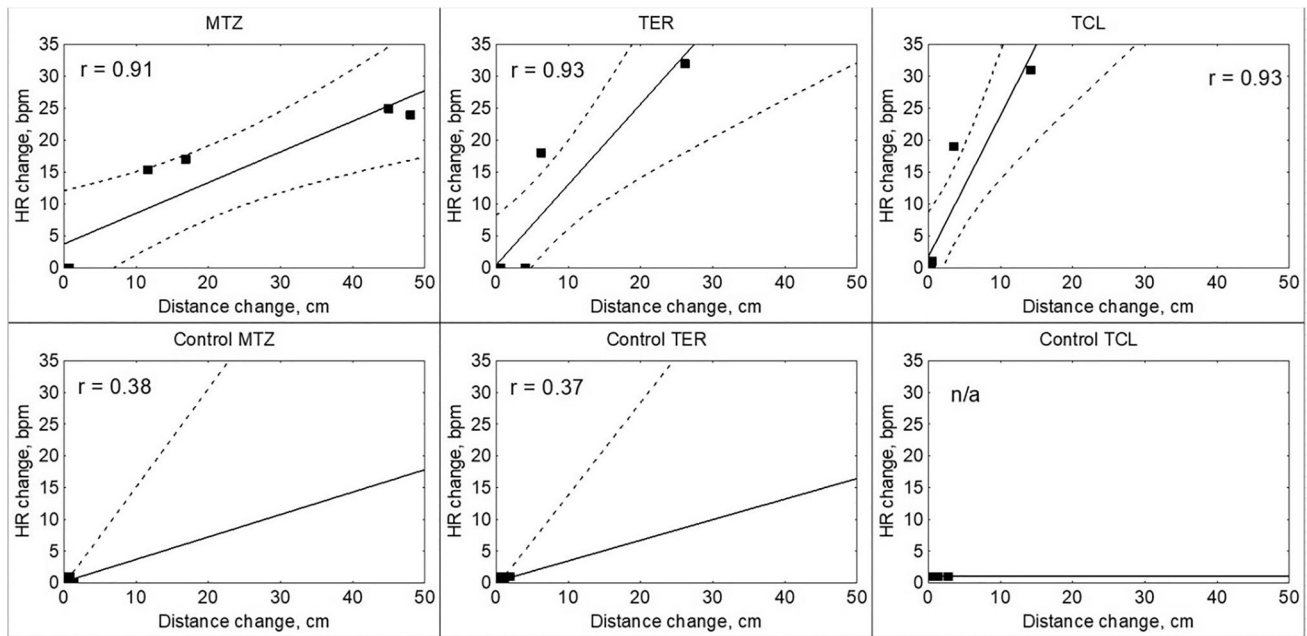 MTZ
r = 0.91
HR change, bpm
35
30
25
20
15
10
5
0
0 10 20 30 40 50
Distance change, cm
TER
r = 0.93
HR change, bpm
35
30
25
20
15
10
5
0
0 10 20 30 40 50
Distance change, cm
TCL
r = 0.93
HR change, bpm
35
30
25
20
15
10
5
0
0 10 20 30 40 50
Distance change, cm
Control MTZ
r = 0.38
HR change, bpm
35
30
25
20
15
10
5
0
0 10 20 30 40 50
Distance change, cm
Control TER
r = 0.37
HR change, bpm
35
30
25
20
15
10
5
0
0 10 20 30 40 50
Distance change, cm
Control TCL
n/a
HR change, bpm
35
30
25
20
15
10
5
0
0 10 20 30 40 50
Distance change, cm